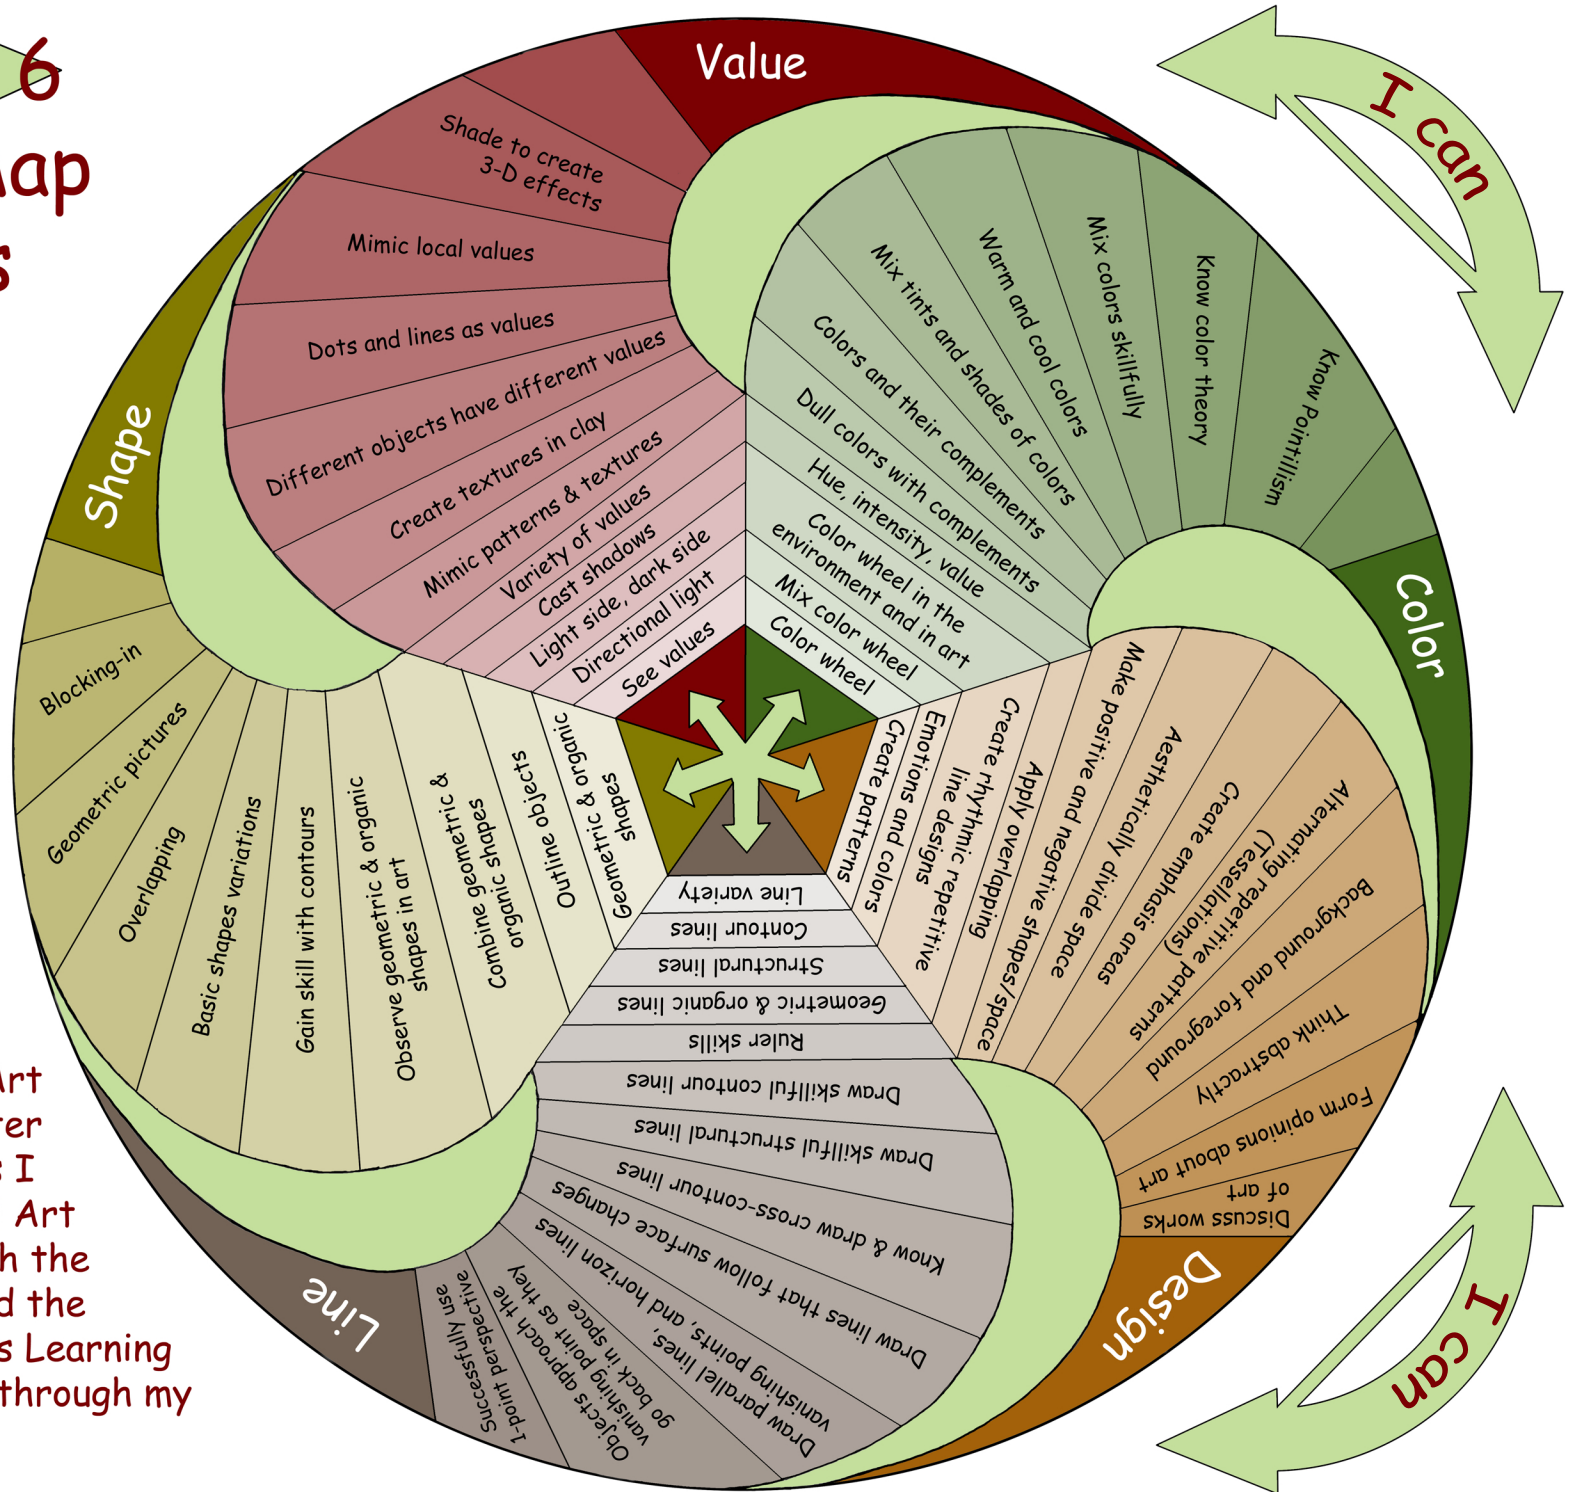 6
Map
s
Value
Shade to create
3-D effects
Mimic local values
Dots and lines as values
Different objects have different values
Create textures in clay
Mimic patterns & textures
Variety of values
Cast shadows
Light side, dark side
Directional light
See values
I can
Color
Know Pointillism
Know color theory
Mix colors skillfully
Warm and cool colors
Mix tints and shades of colors
Colors and their complements
Dull colors with complements
Hue, intensity, value
Color wheel in the
environment and in art
Mix color wheel
Color wheel
Design
Create patterns
Emotions and colors
Create rhythmic repetitive
line designs
Apply overlapping
Make positive and negative shapes/space
Aesthetically divide space
Create emphasis areas
Alternating repetitive patterns
(Tessellations)
Background and foreground
Think abstractly
Form opinions about art
Discuss works
of art
I can
Line
Line variety
Contour lines
Structural lines
Geometric & organic lines
Ruler skills
Draw skillful contour lines
Draw skillful structural lines
Know & draw cross-contour lines
Draw lines that follow surface changes
Draw parallel lines,
vanishing points, and horizon lines
Objects approach the
vanishing point as they
go back in space
Successfully use
1-point perspective
Shape
Blocking-in
Geometric pictures
Overlapping
Basic shapes variations
Gain skill with contours
Observe geometric & organic
shapes in art
Combine geometric &
organic shapes
Outline objects
Geometric & organic
shapes
Art
ter
s I
Art
h the
d the
s Learning
through my